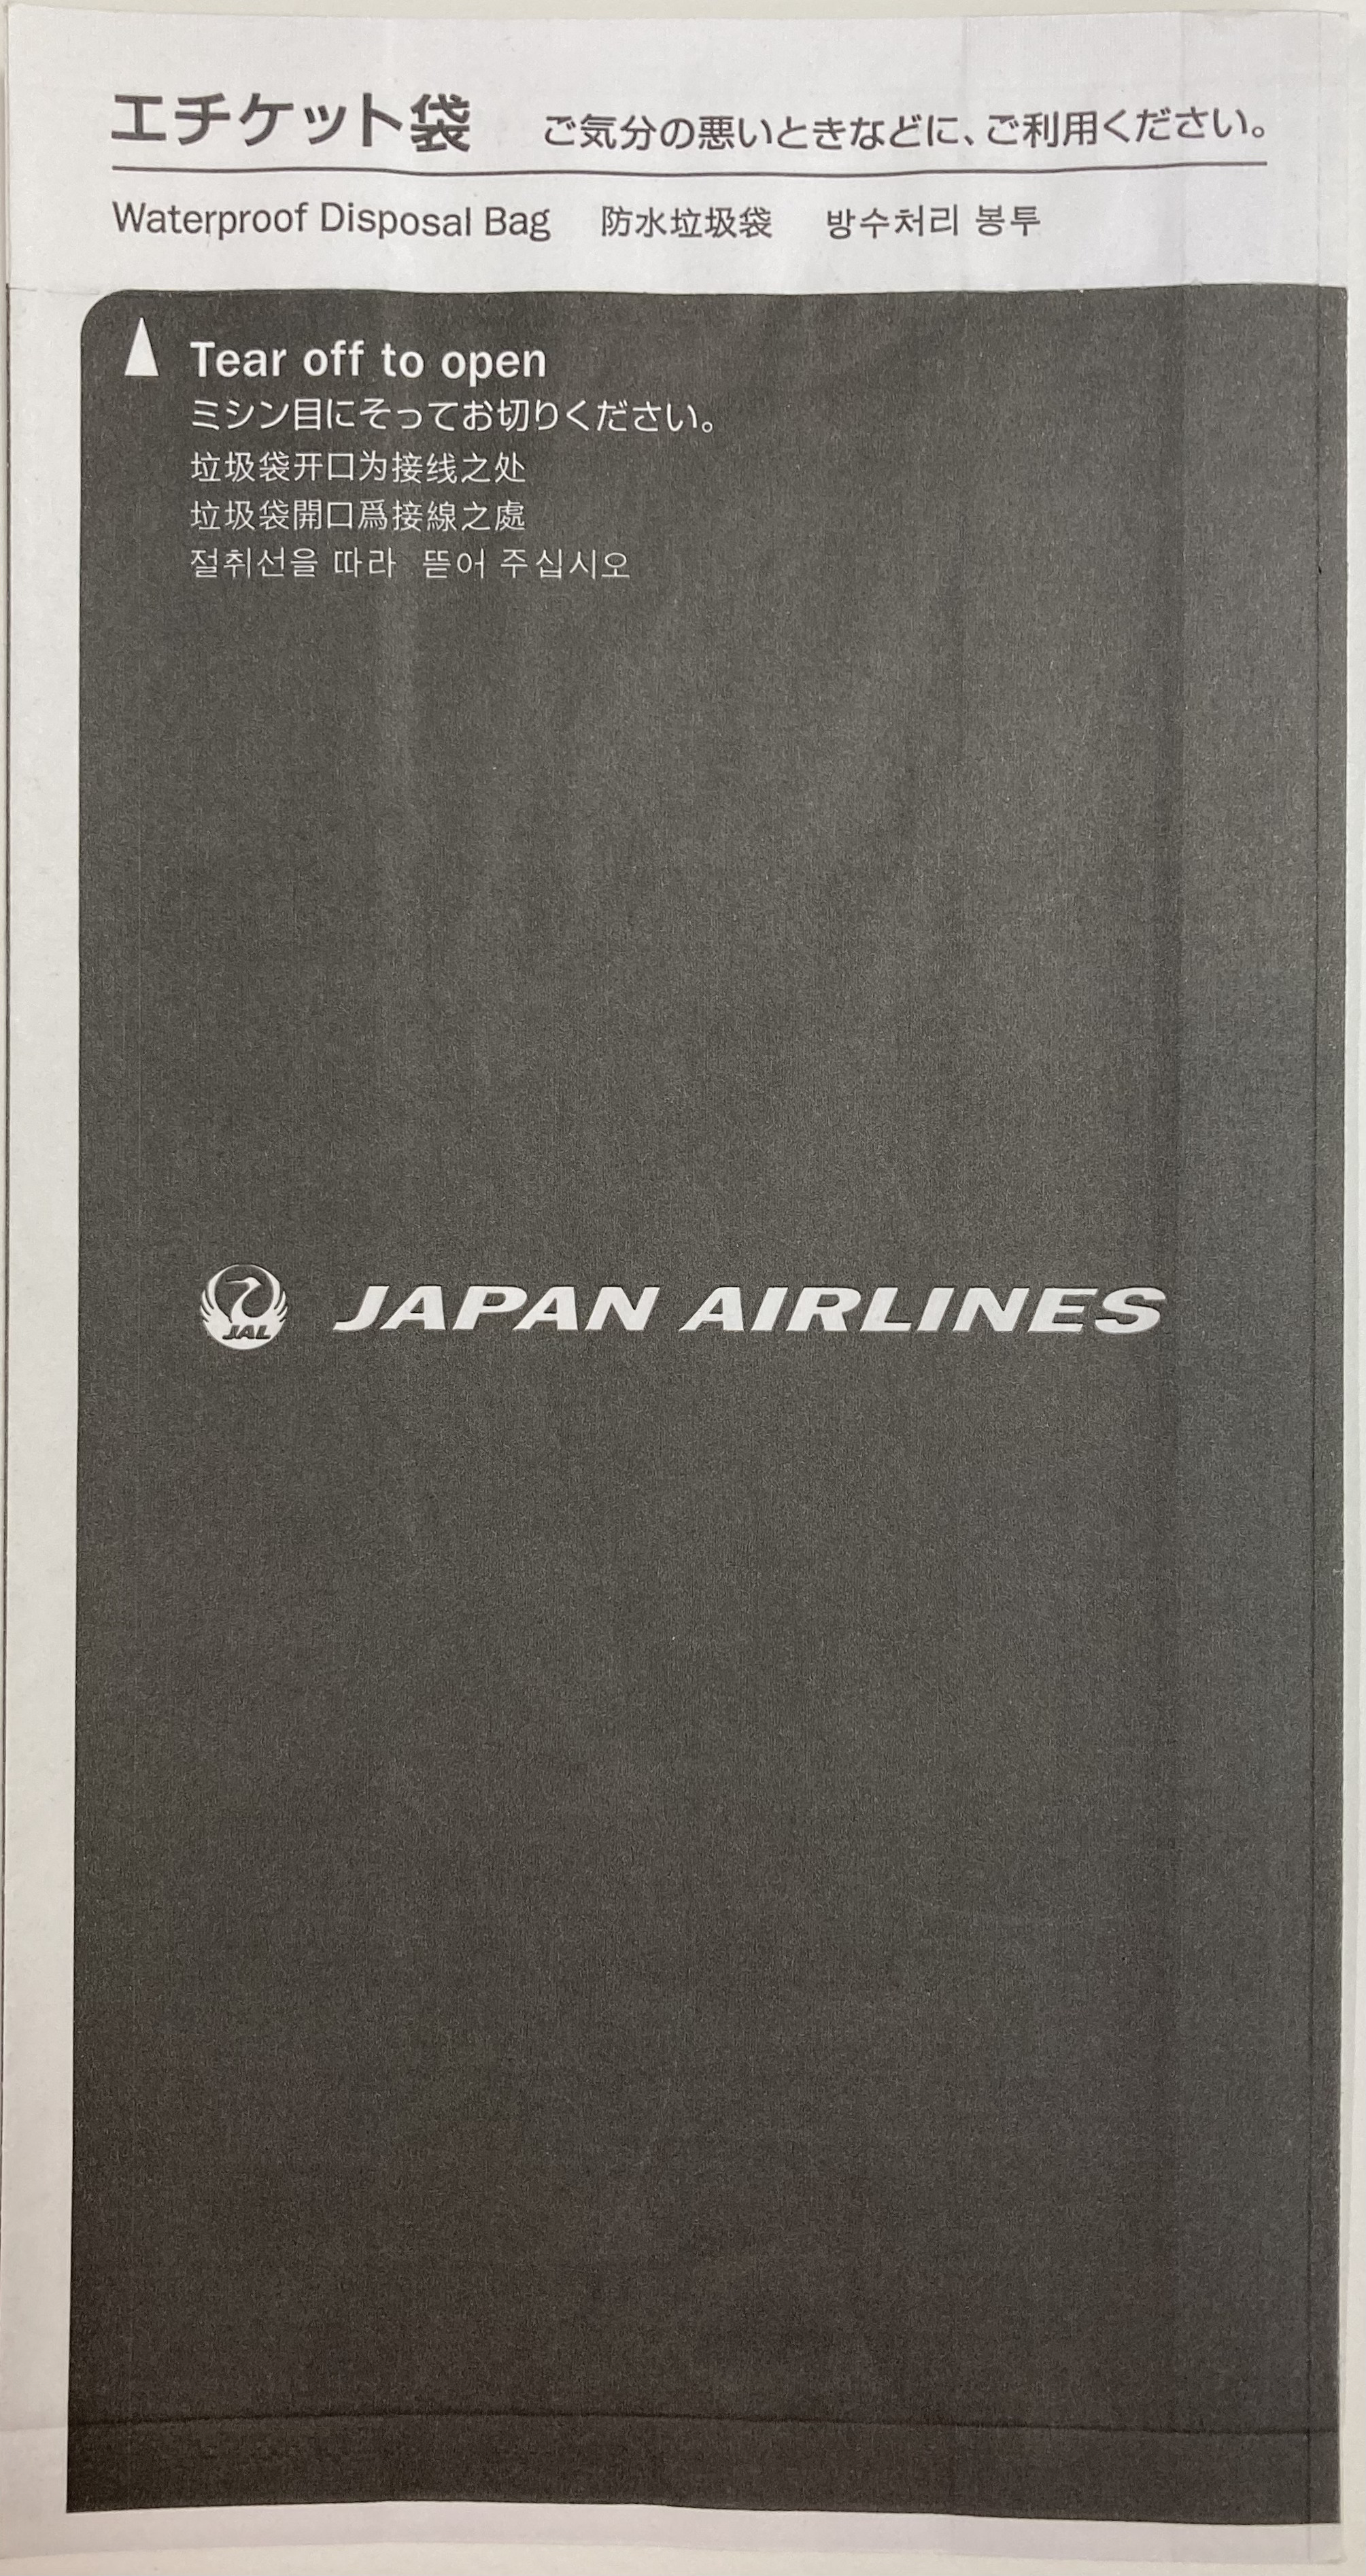 エチケット袋 ご気分の悪いときなどに、ご利用ください。
Waterproof Disposal Bag 防水垃圾袋 방수처리 봉투
Tear off to open
ミシン目にそってお切りください。
垃圾袋开口为接线之处
垃圾袋開口爲接線之處
절취선을 따라 뜯어 주십시오
JAL JAPAN AIRLINES